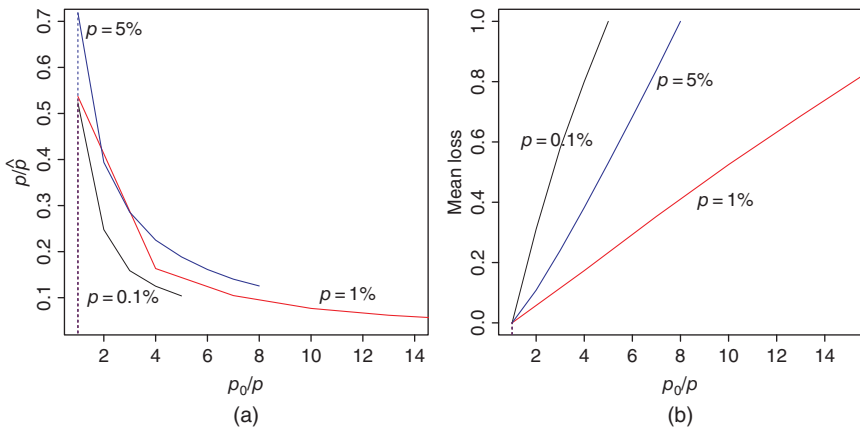 0.7
0.6
0.5
0.4
0.3
0.2
0.1
p/p̂
p = 5%
p = 0.1%
p = 1%
2 4 6 8 10 12 14
p₀/p
(a)
1.0
0.8
0.6
0.4
0.2
0.0
Mean loss
p = 0.1%
p = 5%
p = 1%
2 4 6 8 10 12 14
p₀/p
(b)